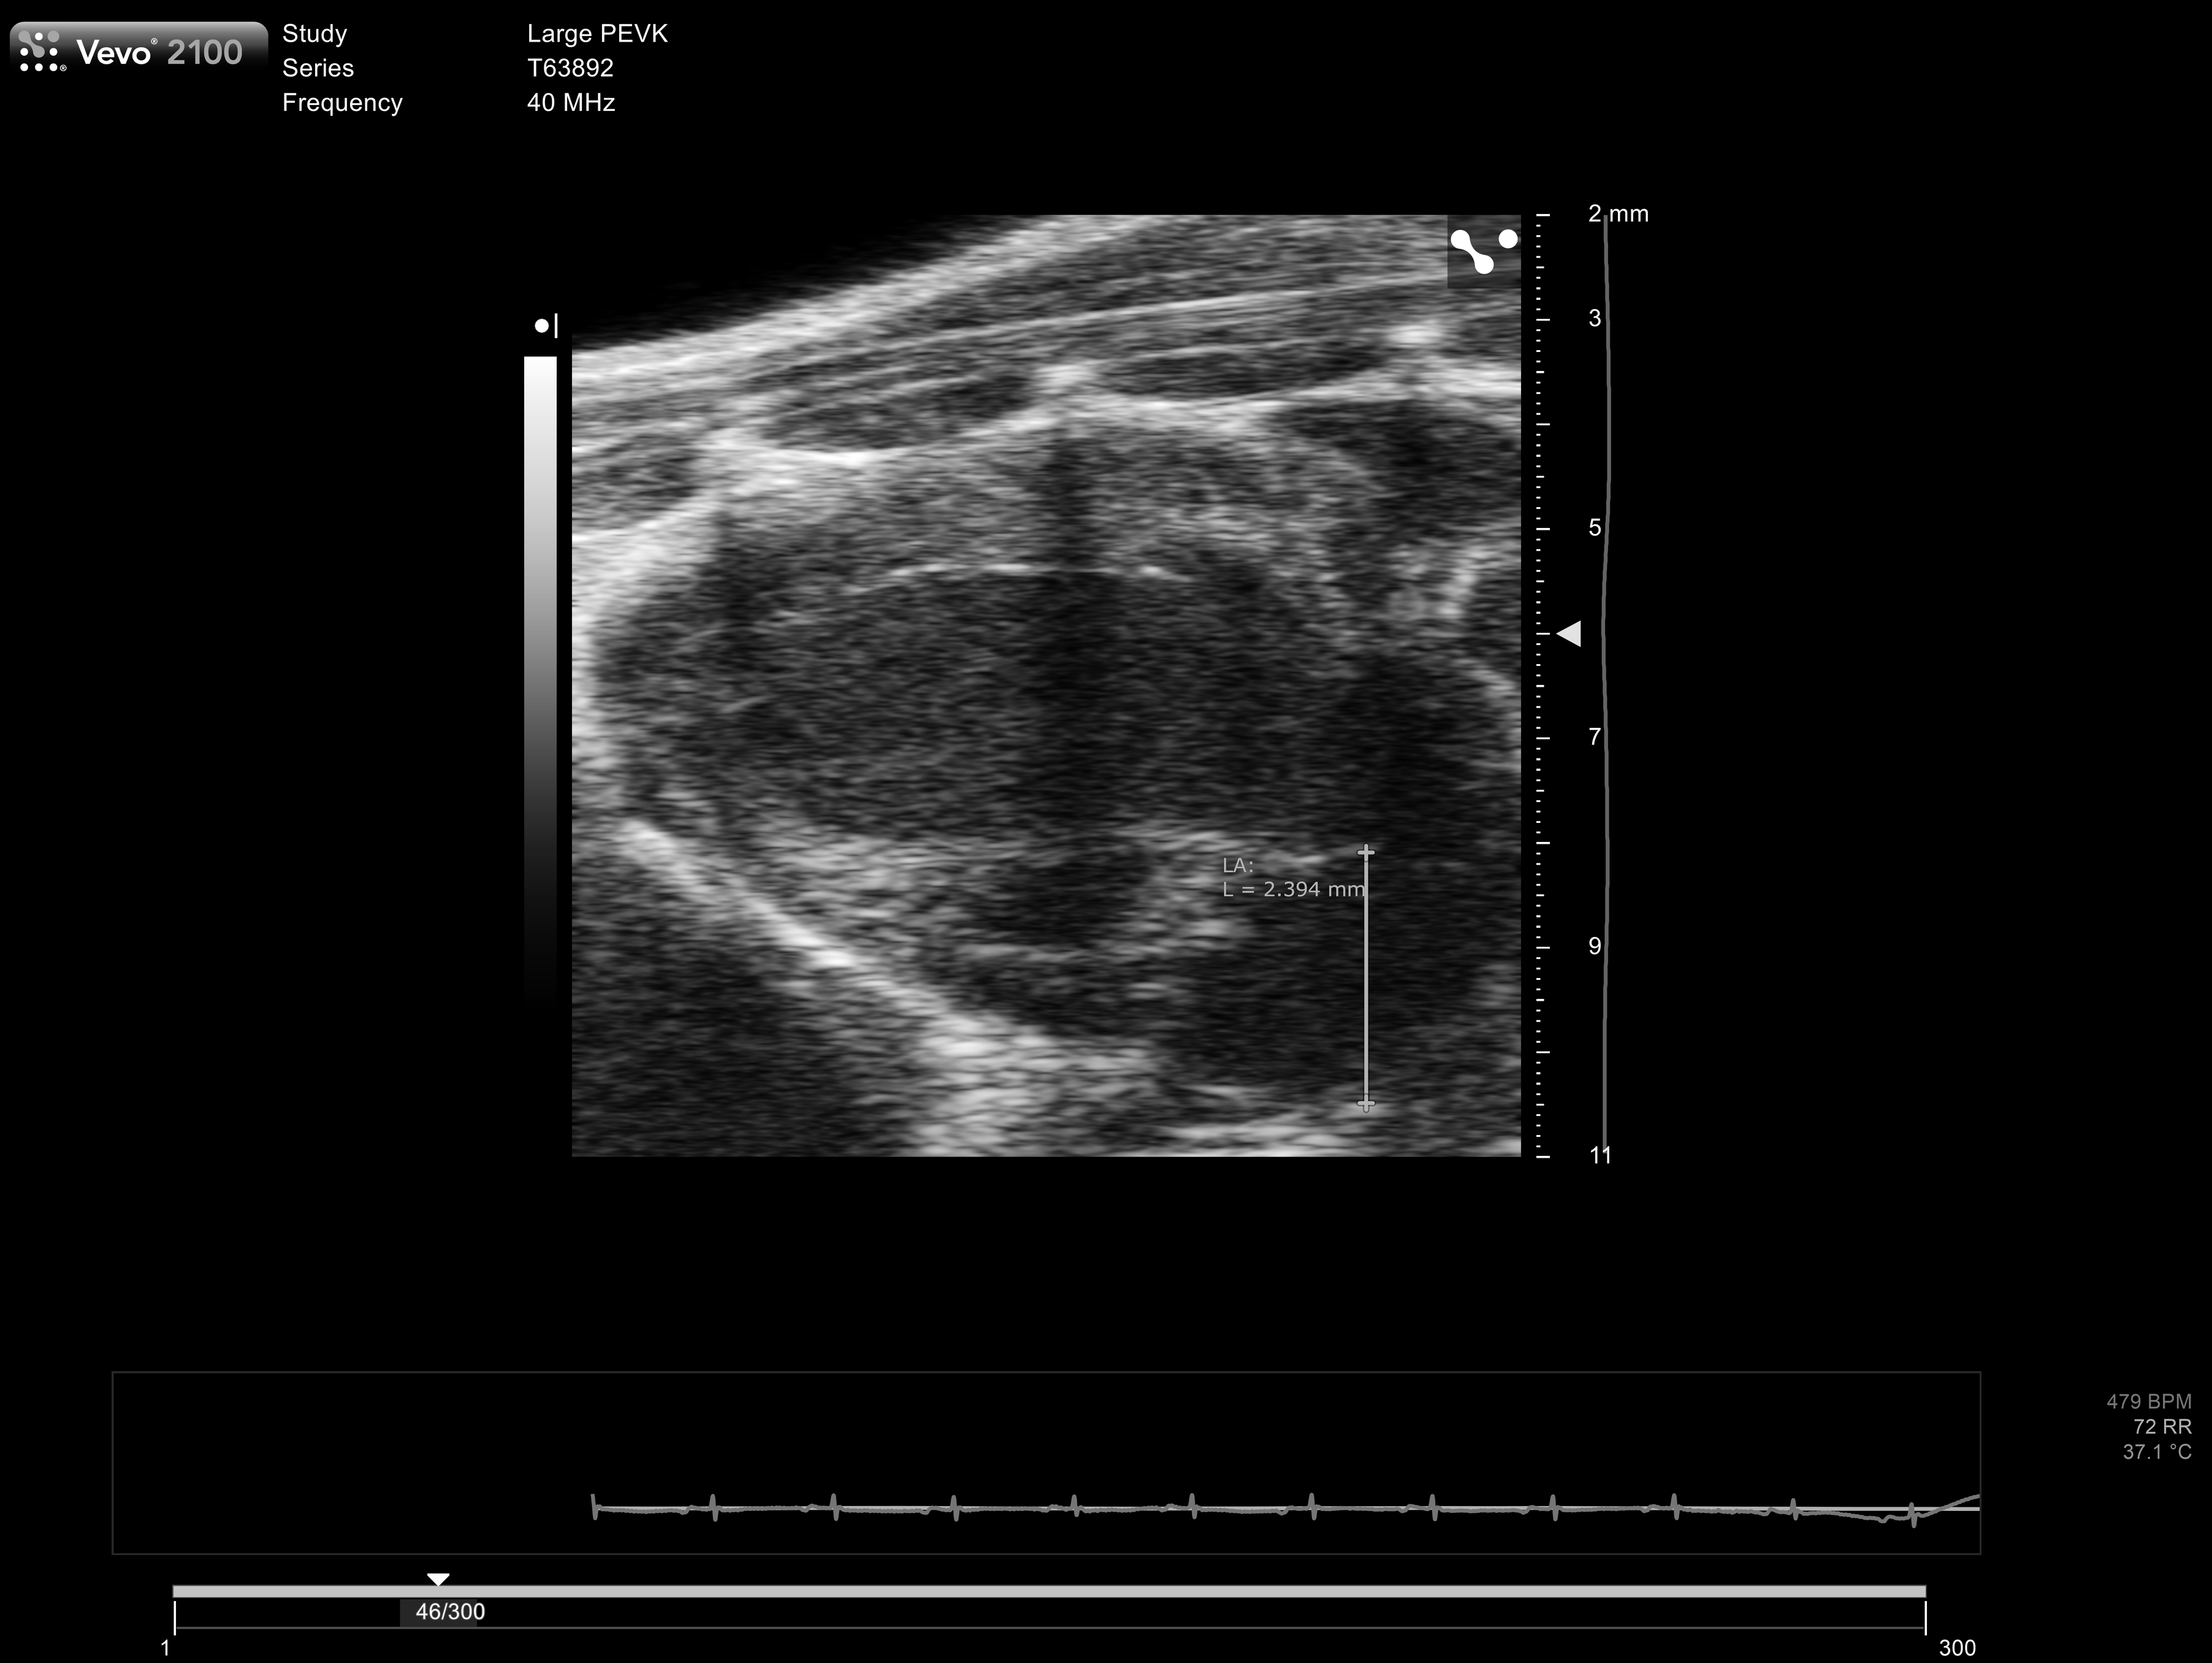 Vevo® 2100
Study Large PEVK
Series T63892
Frequency 40 MHz
2 mm
3
5
7
9
11
LA:
L = 2.394 mm
479 BPM
72 RR
37.1 °C
46/300
1
300